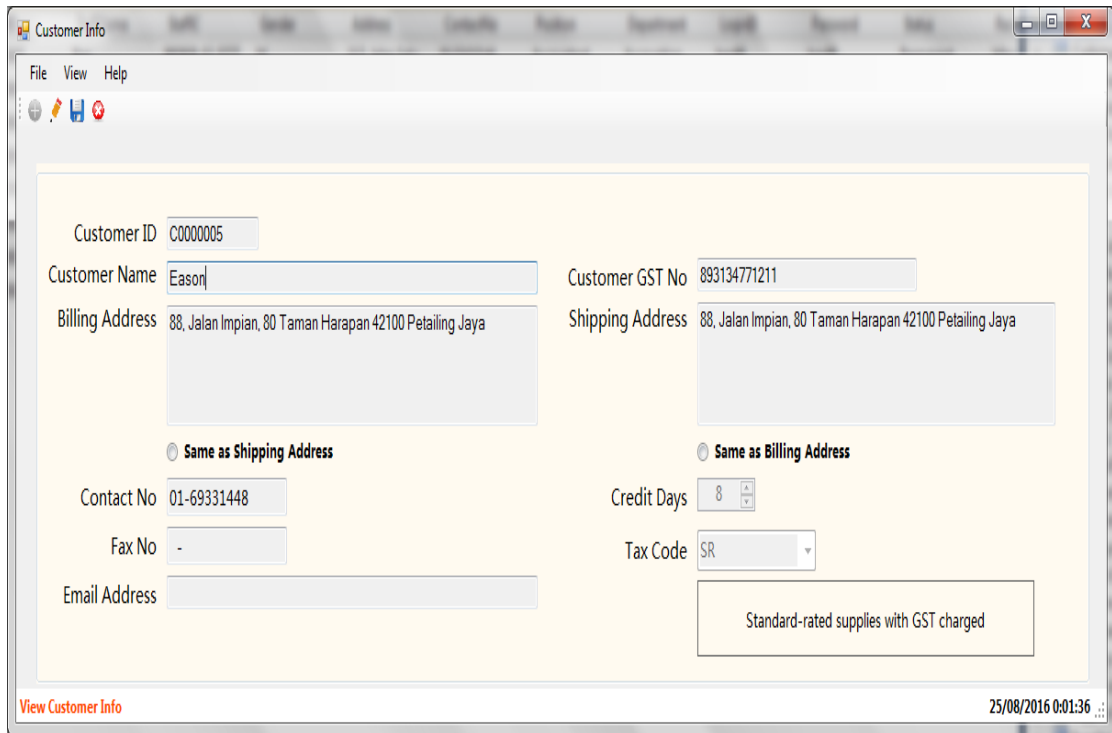 Customer Info
File View Help
Customer ID C0000005
Customer Name Eason
Customer GST No 893134771211
Billing Address 88, Jalan Impian, 80 Taman Harapan 42100 Petailing Jaya
Shipping Address 88, Jalan Impian, 80 Taman Harapan 42100 Petailing Jaya
Same as Shipping Address
Same as Billing Address
Contact No 01-69331448
Credit Days 8
Fax No -
Tax Code SR
Email Address
Standard-rated supplies with GST charged
View Customer Info
25/08/2016 0:01:36